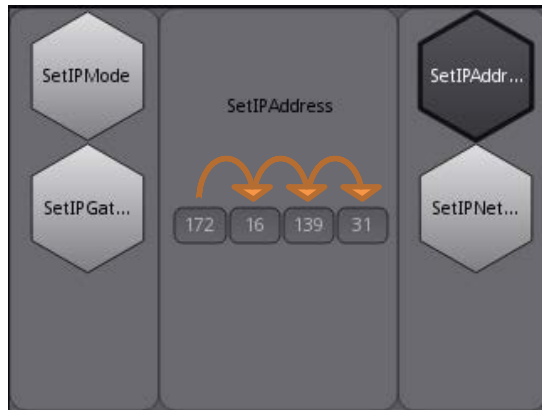 SetIPMode
SetIPAddr...
SetIPAddress
SetIPGat...
172 16 139 31
SetIPNet...